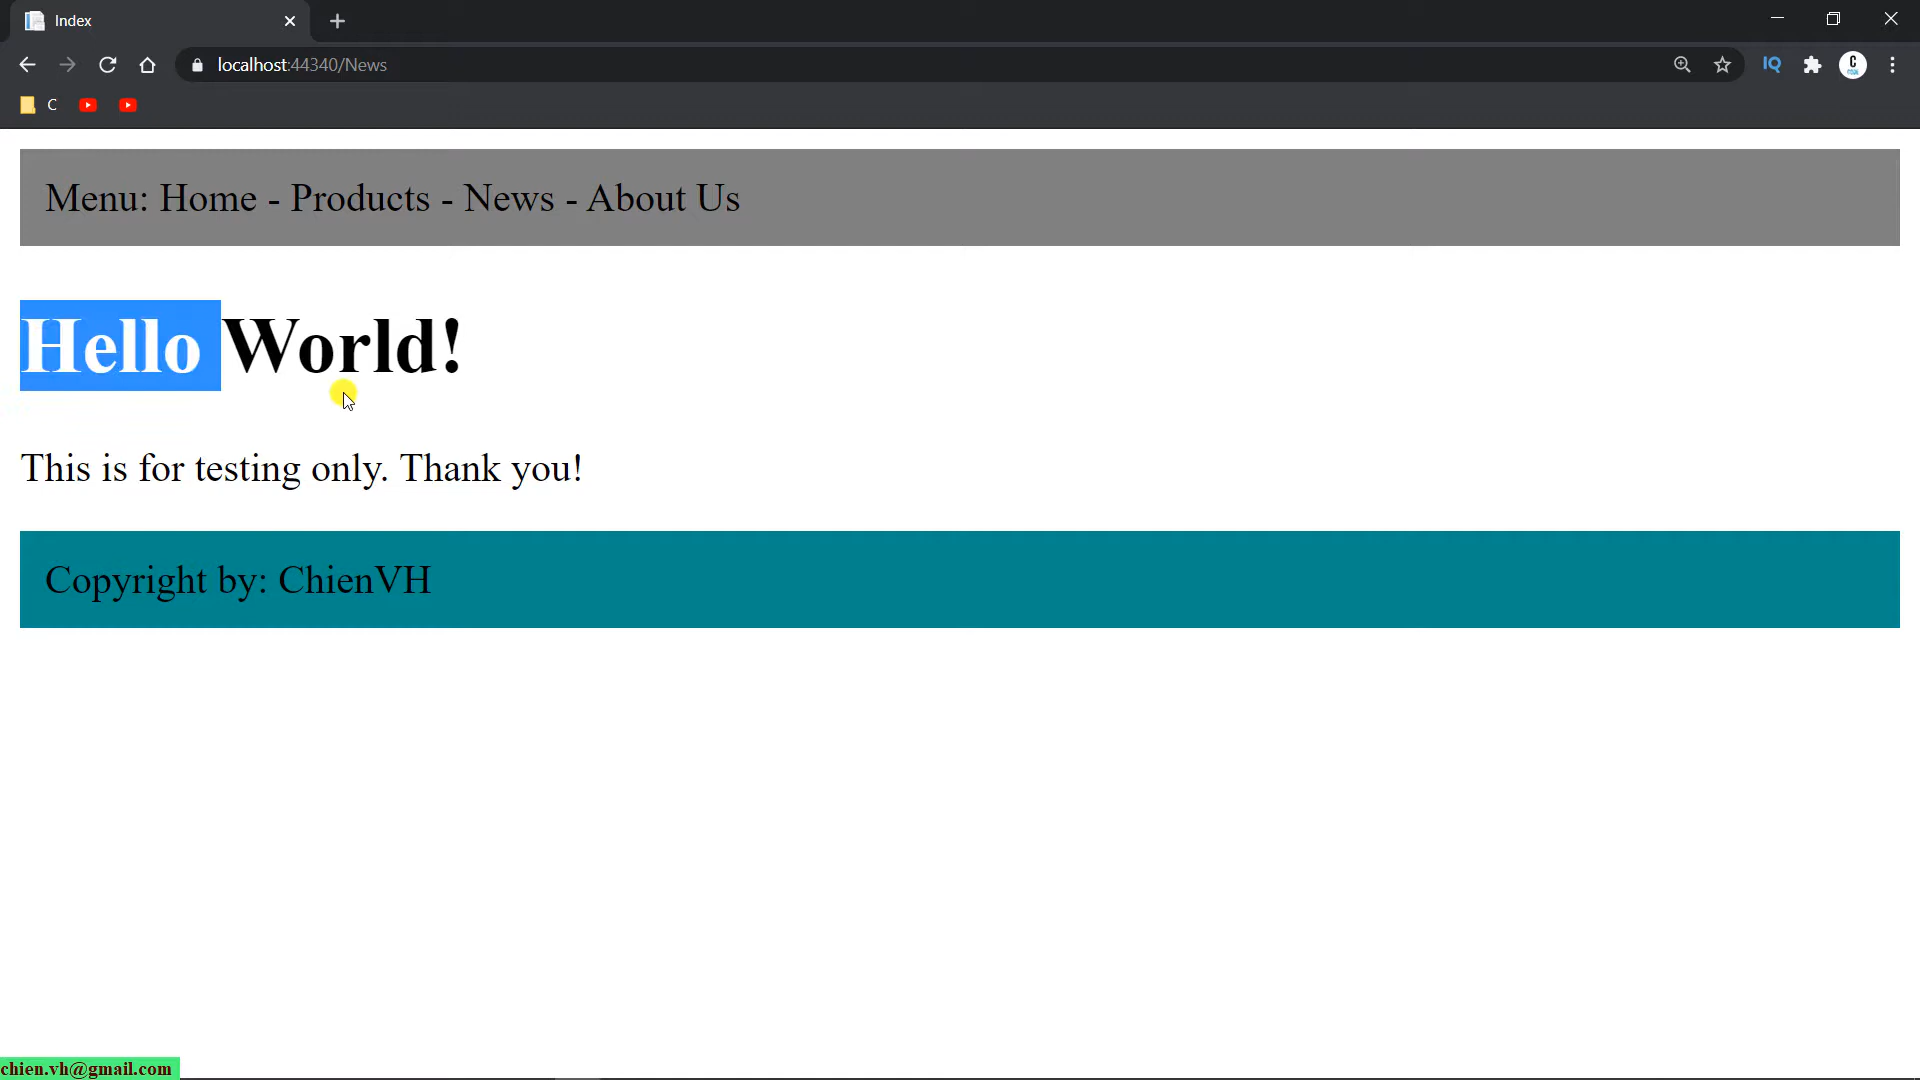 Index
localhost:44340/News
IQ
C
C
Menu: Home - Products - News - About Us
Hello World!
This is for testing only. Thank you!
Copyright by: ChienVH
chien.vh@gmail.com